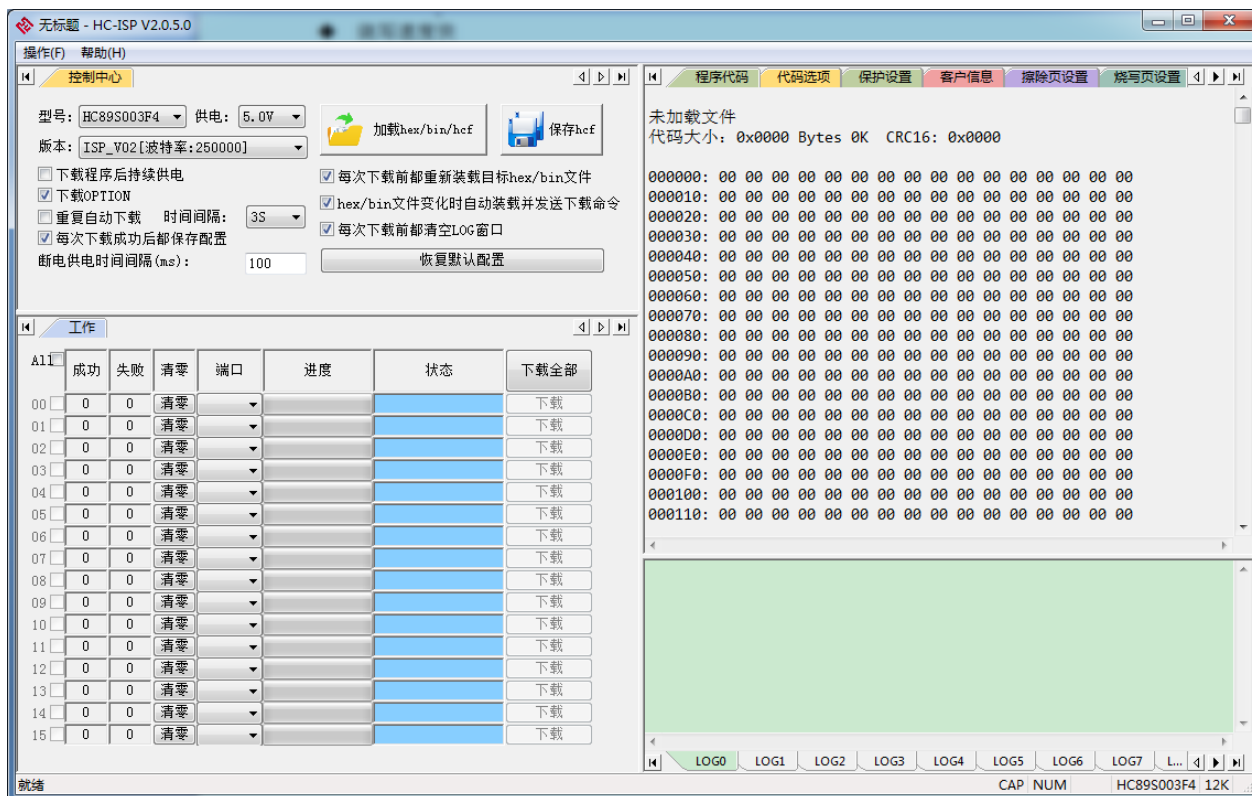 无标题 - HC-ISP V2.0.5.0
操作(F) 帮助(H)
控制中心
型号: HC89S003F4 供电: 5.0V
版本: ISP_V02[波特率:250000]
加载hex/bin/hcf
保存hcf
下载程序后持续供电
下载OPTION
重复自动下载 时间间隔: 3S
每次下载成功后都保存配置
断电供电时间间隔(ms): 100
每次下载前都重新装载目标hex/bin文件
hex/bin文件变化时自动装载并发送下载命令
每次下载前都清空LOG窗口
恢复默认配置
工作
All 成功 失败 清零 端口 进度 状态 下载全部
00 0 0 清零 下载
01 0 0 清零 下载
02 0 0 清零 下载
03 0 0 清零 下载
04 0 0 清零 下载
05 0 0 清零 下载
06 0 0 清零 下载
07 0 0 清零 下载
08 0 0 清零 下载
09 0 0 清零 下载
10 0 0 清零 下载
11 0 0 清零 下载
12 0 0 清零 下载
13 0 0 清零 下载
14 0 0 清零 下载
15 0 0 清零 下载
程序代码 代码选项 保护设置 客户信息 擦除页设置 烧写页设置
未加载文件
代码大小: 0x0000 Bytes 0K CRC16: 0x0000
000000: 00 00 00 00 00 00 00 00 00 00 00 00 00 00 00 00
000010: 00 00 00 00 00 00 00 00 00 00 00 00 00 00 00 00
000020: 00 00 00 00 00 00 00 00 00 00 00 00 00 00 00 00
000030: 00 00 00 00 00 00 00 00 00 00 00 00 00 00 00 00
000040: 00 00 00 00 00 00 00 00 00 00 00 00 00 00 00 00
000050: 00 00 00 00 00 00 00 00 00 00 00 00 00 00 00 00
000060: 00 00 00 00 00 00 00 00 00 00 00 00 00 00 00 00
000070: 00 00 00 00 00 00 00 00 00 00 00 00 00 00 00 00
000080: 00 00 00 00 00 00 00 00 00 00 00 00 00 00 00 00
000090: 00 00 00 00 00 00 00 00 00 00 00 00 00 00 00 00
0000A0: 00 00 00 00 00 00 00 00 00 00 00 00 00 00 00 00
0000B0: 00 00 00 00 00 00 00 00 00 00 00 00 00 00 00 00
0000C0: 00 00 00 00 00 00 00 00 00 00 00 00 00 00 00 00
0000D0: 00 00 00 00 00 00 00 00 00 00 00 00 00 00 00 00
0000E0: 00 00 00 00 00 00 00 00 00 00 00 00 00 00 00 00
0000F0: 00 00 00 00 00 00 00 00 00 00 00 00 00 00 00 00
000100: 00 00 00 00 00 00 00 00 00 00 00 00 00 00 00 00
000110: 00 00 00 00 00 00 00 00 00 00 00 00 00 00 00 00
LOG0 LOG1 LOG2 LOG3 LOG4 LOG5 LOG6 LOG7 L...
就绪 CAP NUM HC89S003F4 12K